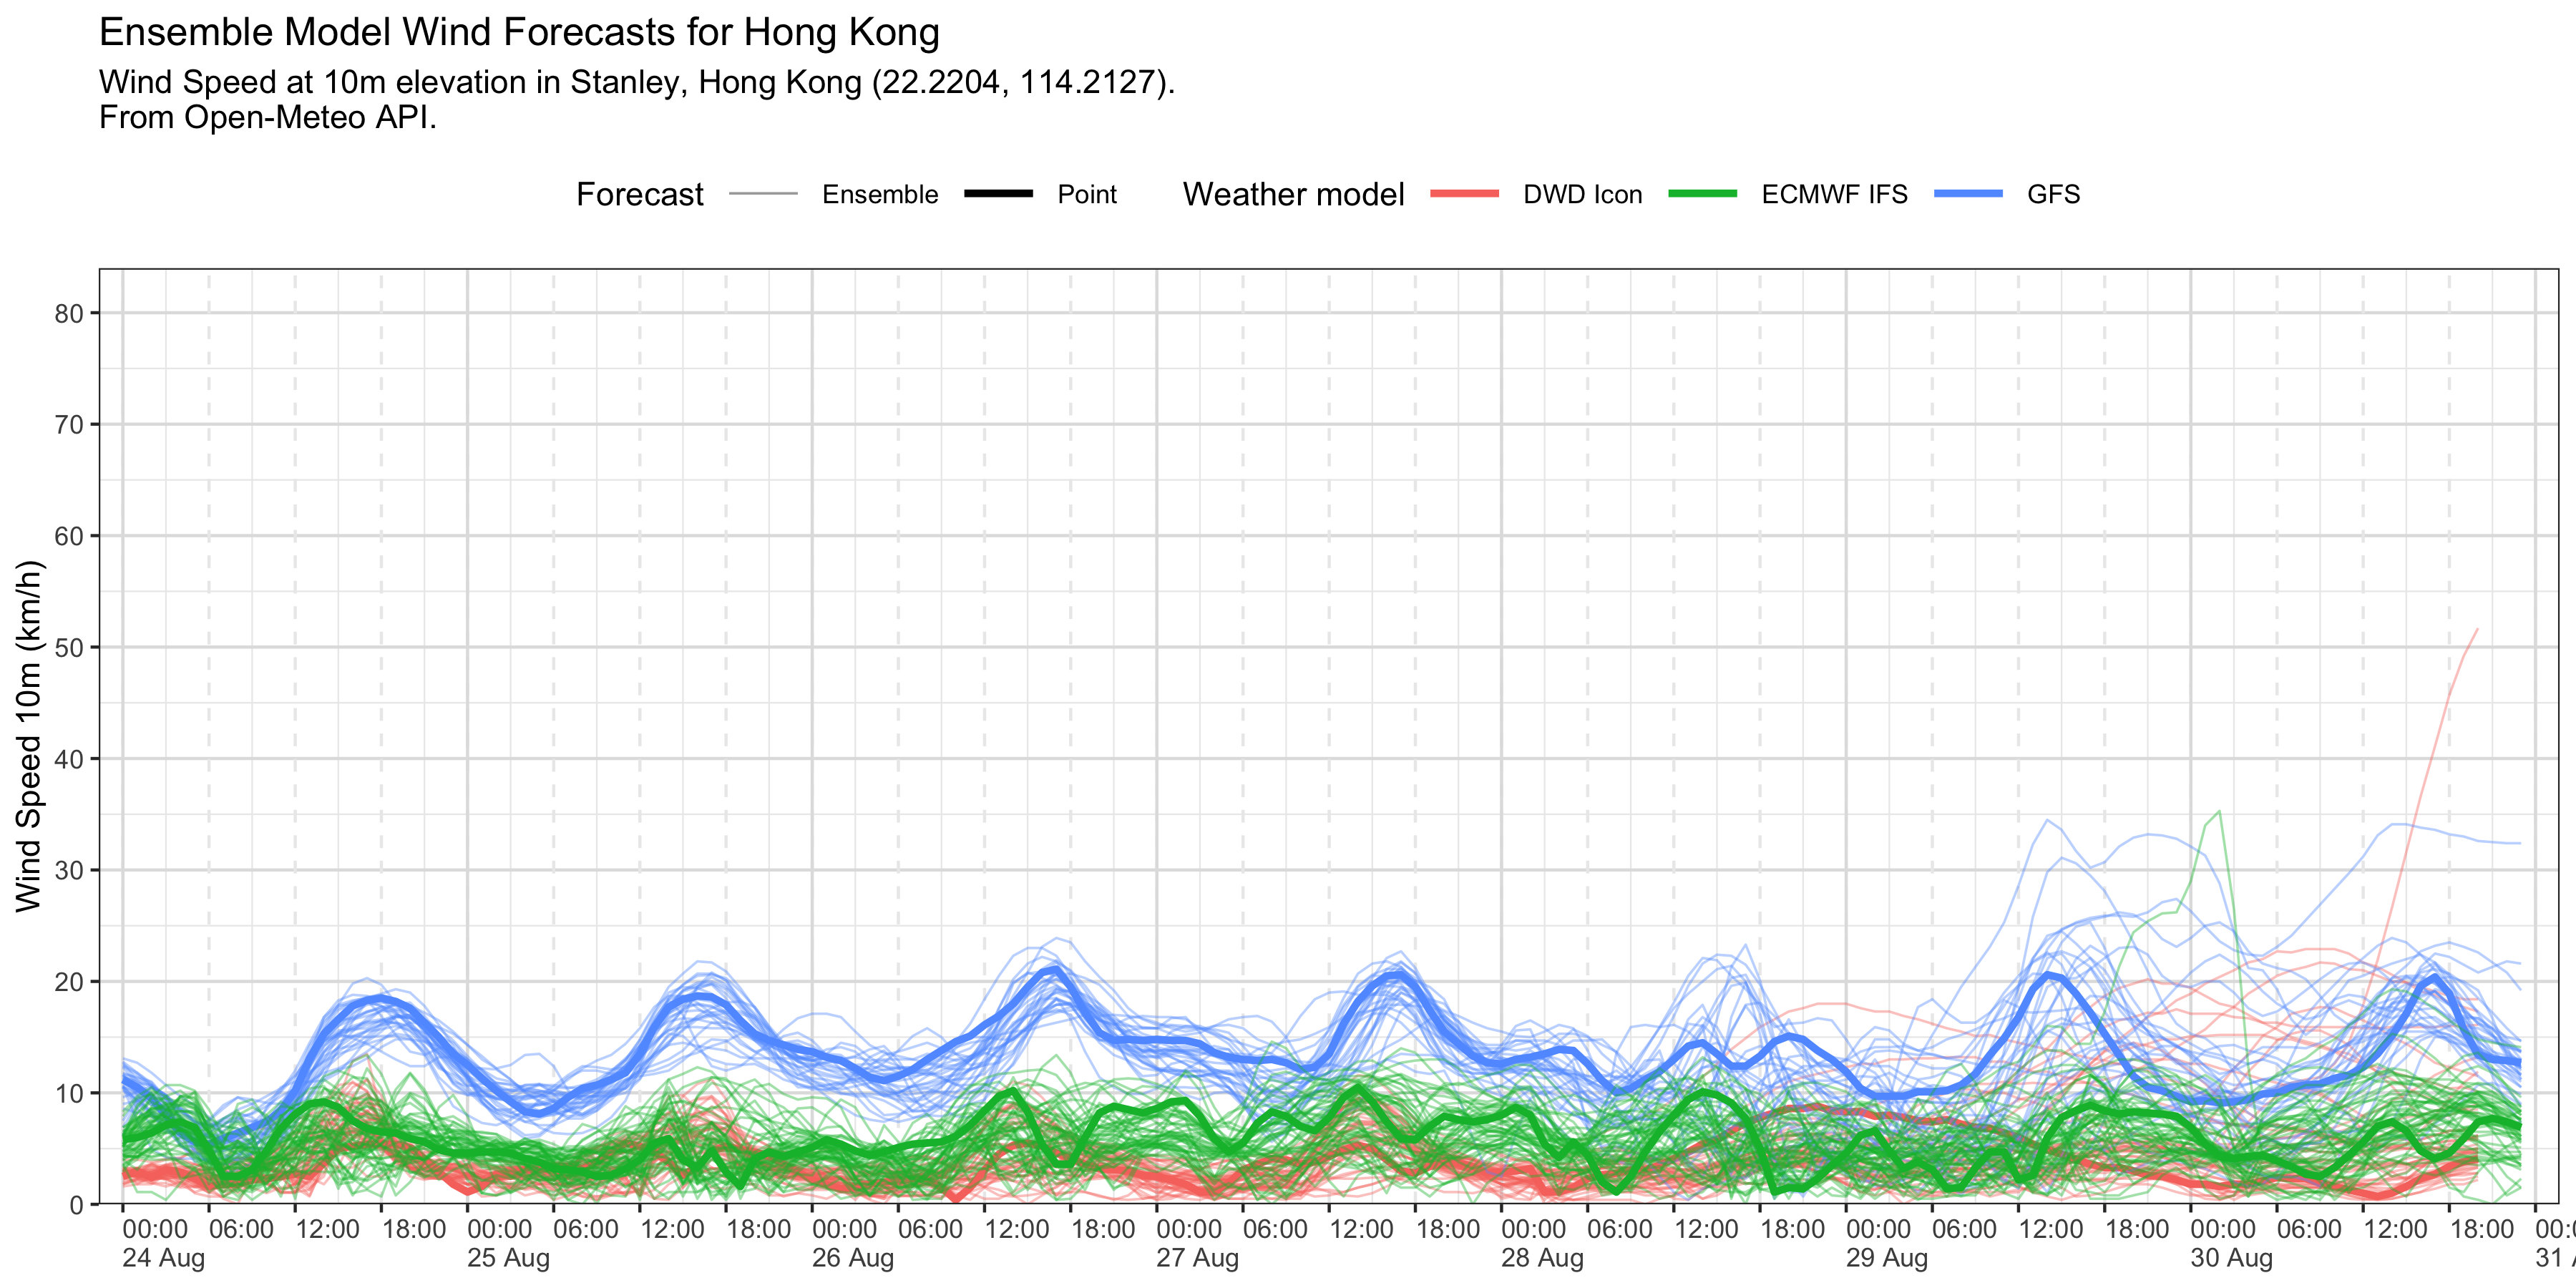 Ensemble Model Wind Forecasts for Hong Kong
Wind Speed at 10m elevation in Stanley, Hong Kong (22.2204, 114.2127).
From Open-Meteo API.
Forecast Ensemble Point Weather model DWD Icon ECMWF IFS GFS
Wind Speed 10m (km/h)
80
70
60
50
40
30
20
10
0
00:00 06:00 12:00 18:00 00:00 06:00 12:00 18:00 00:00 06:00 12:00 18:00 00:00 06:00 12:00 18:00 00:00 06:00 12:00 18:00 00:00 06:00 12:00 18:00 00:00 06:00 12:00 18:00 00:0
24 Aug 25 Aug 26 Aug 27 Aug 28 Aug 29 Aug 30 Aug 31